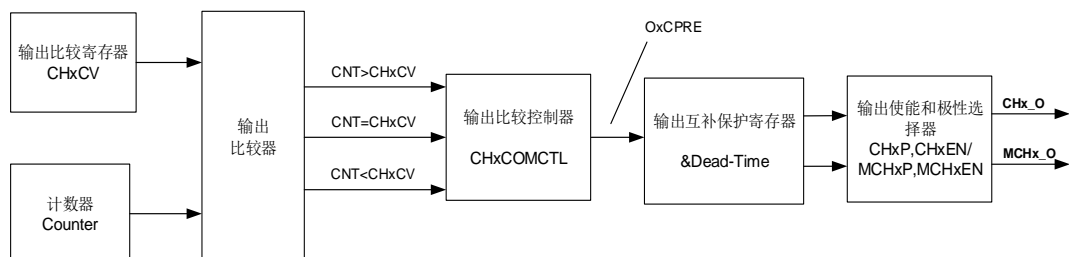 输出比较寄存器
CHxCV
计数器
Counter
输出
比较器
CNT>CHxCV
CNT=CHxCV
CNT<CHxCV
输出比较控制器
CHxCOMCTL
OxCPRE
输出互补保护寄存器
&Dead-Time
输出使能和极性选
择器
CHxP,CHxEN/
MCHxP,MCHxEN
CHx_O
MCHx_O